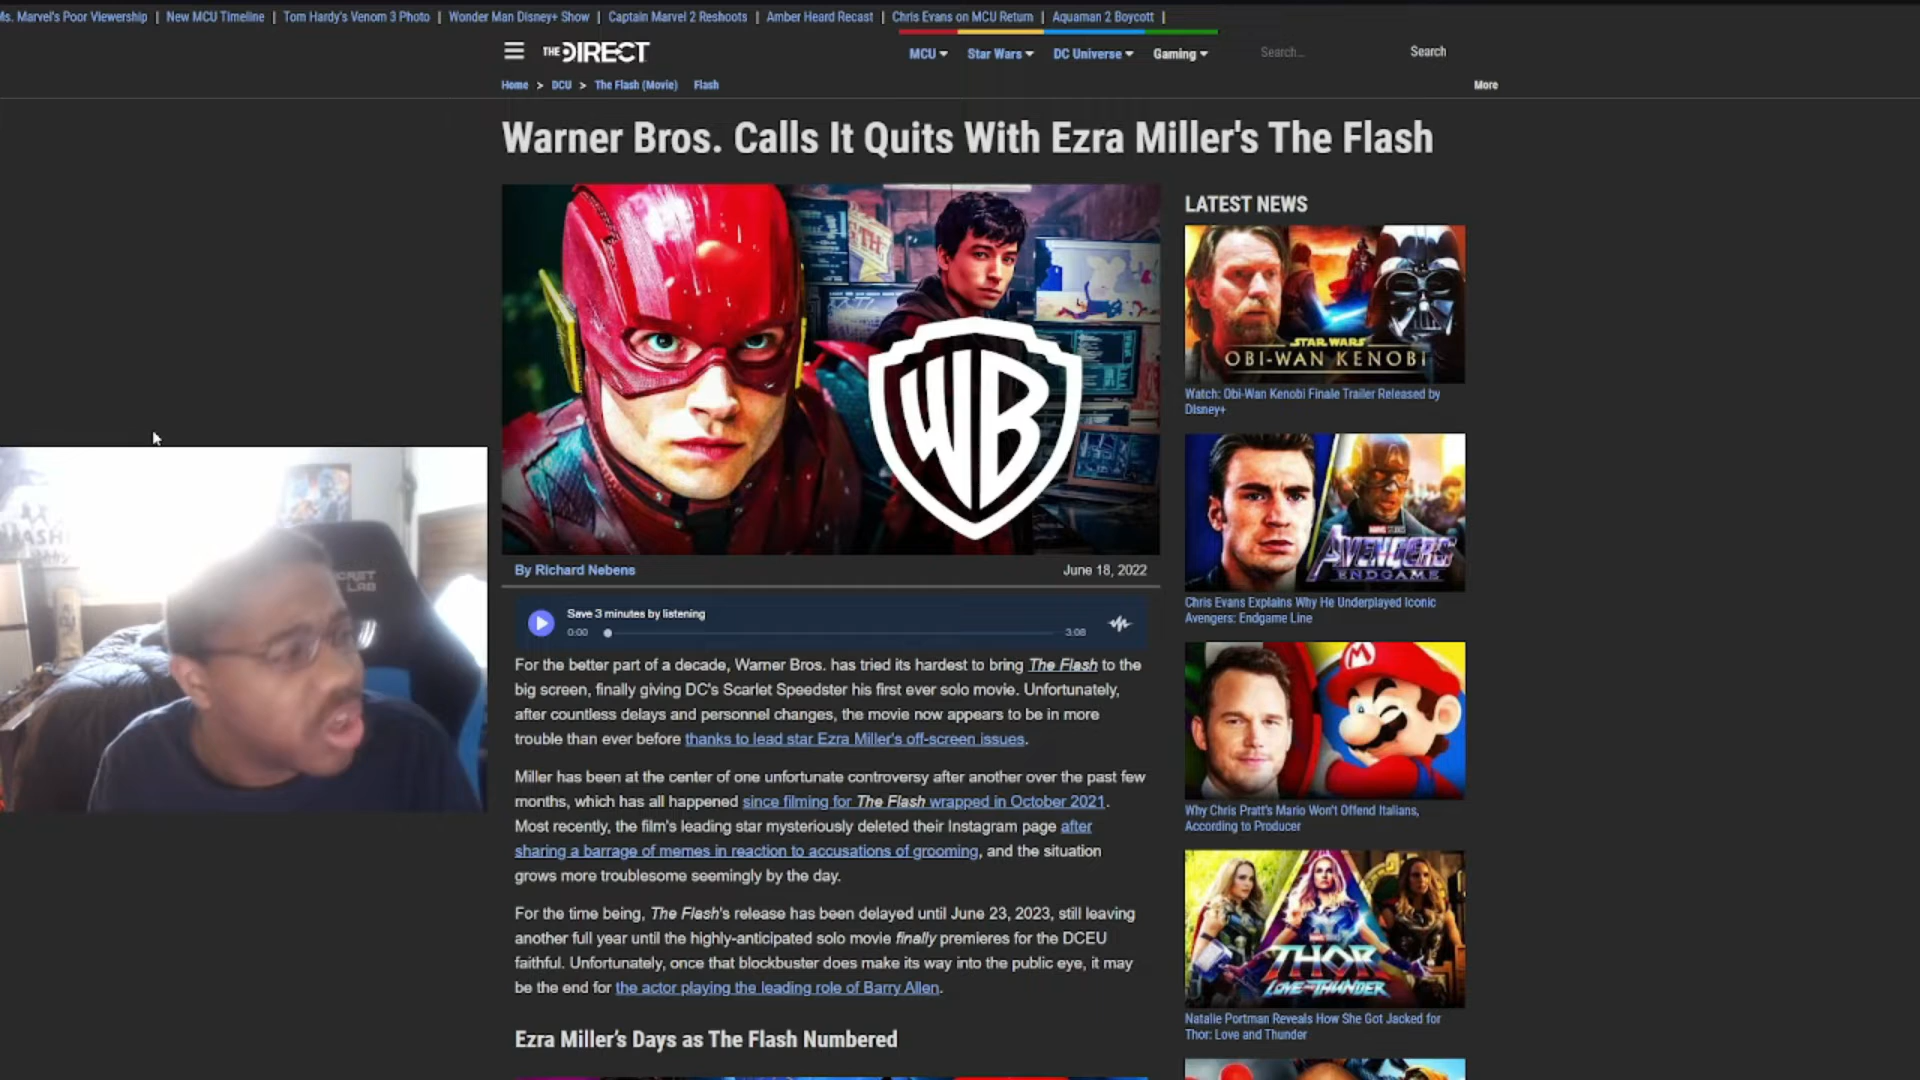 Ms. Marvel's Poor Viewership | New MCU Timeline | Tom Hardy's Venom 3 Photo | Wonder Man Disney+ Show | Captain Marvel 2 Reshoots | Amber Heard Recast | Chris Evans on MCU Return | Aquaman 2 Boycott |
THE DIRECT
MCU Star Wars DC Universe Gaming Search... Search
Home > DCU > The Flash (Movie) Flash More
Warner Bros. Calls It Quits With Ezra Miller's The Flash
WB
By Richard Nebens June 18, 2022
Save 3 minutes by listening
0:00 3:08
For the better part of a decade, Warner Bros. has tried its hardest to bring The Flash to the
big screen, finally giving DC's Scarlet Speedster his first ever solo movie. Unfortunately,
after countless delays and personnel changes, the movie now appears to be in more
trouble than ever before thanks to lead star Ezra Miller's off-screen issues.
Miller has been at the center of one unfortunate controversy after another over the past few
months, which has all happened since filming for The Flash wrapped in October 2021.
Most recently, the film's leading star mysteriously deleted their Instagram page after
sharing a barrage of memes in reaction to accusations of grooming, and the situation
grows more troublesome seemingly by the day.
For the time being, The Flash's release has been delayed until June 23, 2023, still leaving
another full year until the highly-anticipated solo movie finally premieres for the DCEU
faithful. Unfortunately, once that blockbuster does make its way into the public eye, it may
be the end for the actor playing the leading role of Barry Allen.
Ezra Miller's Days as The Flash Numbered
LATEST NEWS
STAR WARS
OBI-WAN KENOBI
Watch: Obi-Wan Kenobi Finale Trailer Released by
Disney+
MARVEL STUDIOS
AVENGERS
ENDGAME
Chris Evans Explains Why He Underplayed Iconic
Avengers: Endgame Line
M
Why Chris Pratt's Mario Won't Offend Italians,
According to Producer
THOR
LOVE AND THUNDER
Natalie Portman Reveals How She Got Jacked for
Thor: Love and Thunder